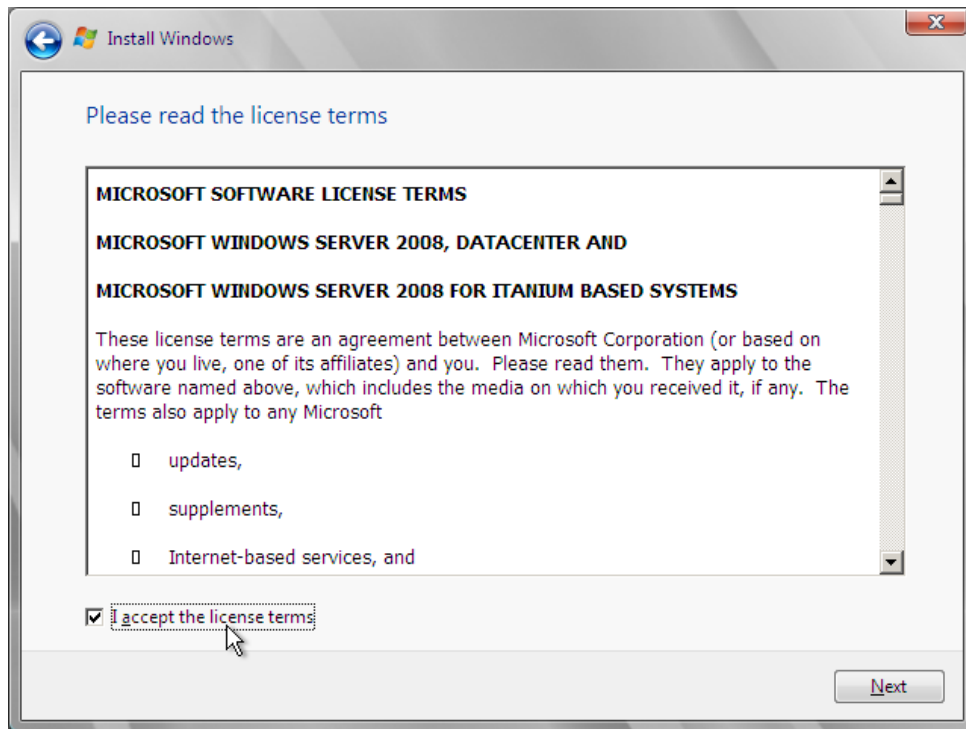 Install Windows
Please read the license terms
MICROSOFT SOFTWARE LICENSE TERMS
MICROSOFT WINDOWS SERVER 2008, DATACENTER AND
MICROSOFT WINDOWS SERVER 2008 FOR ITANIUM BASED SYSTEMS
These license terms are an agreement between Microsoft Corporation (or based on
where you live, one of its affiliates) and you.  Please read them.  They apply to the
software named above, which includes the media on which you received it, if any.  The
terms also apply to any Microsoft
updates,
supplements,
Internet-based services, and
I accept the license terms
Next